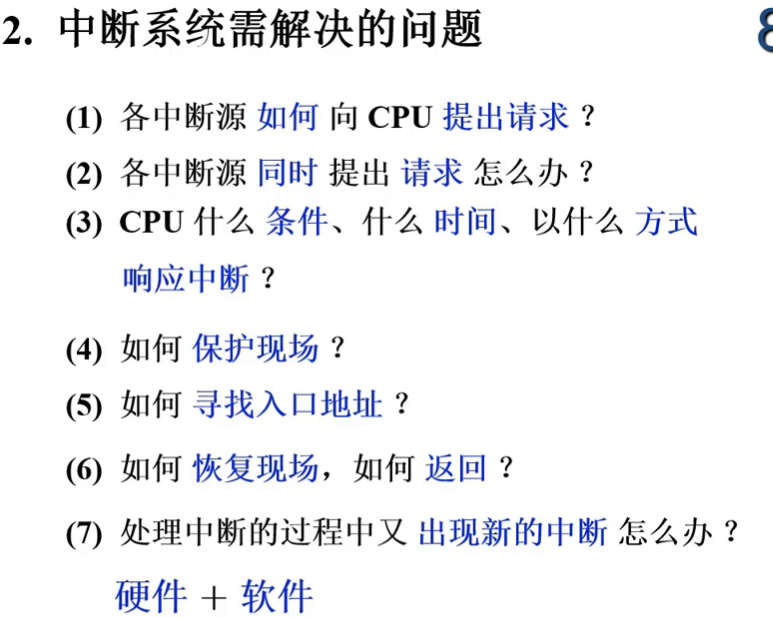 2. 中断系统需解决的问题
(1) 各中断源 如何 向 CPU 提出请求 ？
(2) 各中断源 同时 提出 请求 怎么办 ？
(3) CPU 什么 条件、什么 时间、以什么 方式
响应中断 ？
(4) 如何 保护现场 ？
(5) 如何 寻找入口地址 ？
(6) 如何 恢复现场，如何 返回 ？
(7) 处理中断的过程中又 出现新的中断 怎么办 ？
硬件 + 软件